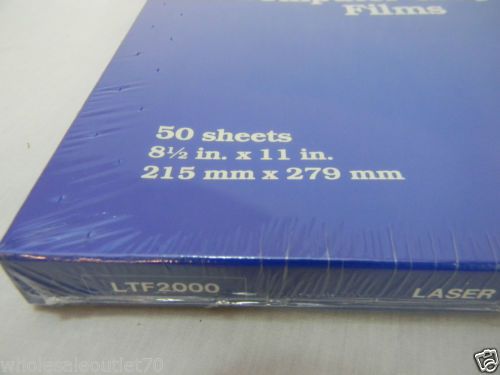 Films
50 sheets
8½ in. x 11 in.
215 mm x 279 mm
LTF2000 LASER
wholesaleoutlet70